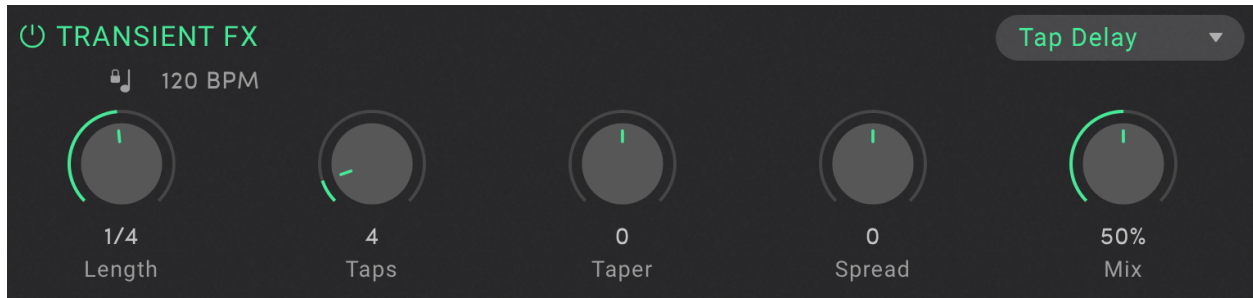 TRANSIENT FX
Tap Delay
120 BPM
1/4
4
0
0
50%
Length
Taps
Taper
Spread
Mix